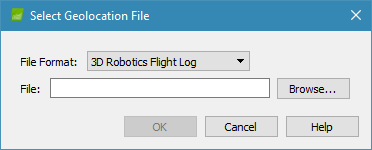 Select Geolocation File
File Format: 3D Robotics Flight Log
File: Browse...
OK Cancel Help